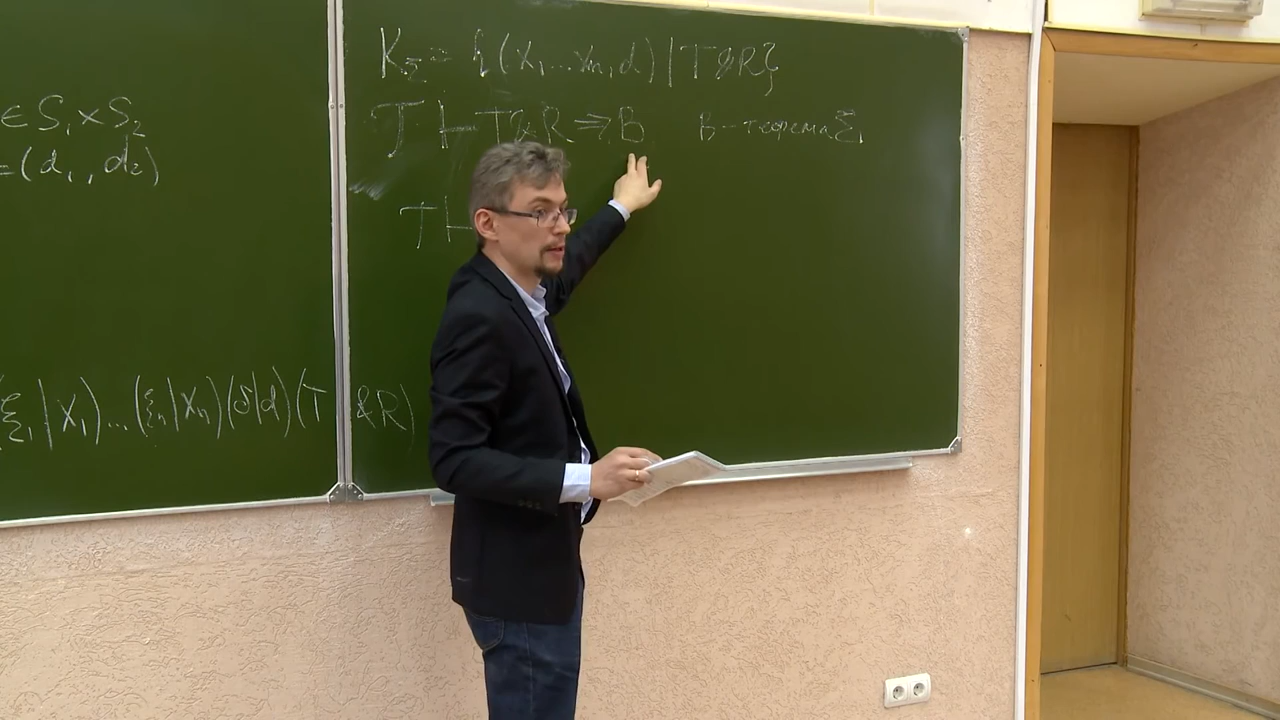 ∈ S₁ × S₂
= (d₁, d₂)
(ξ₁|X₁)...(ξₙ|Xₙ)(δ|d)(T & R)
K_Σ = {(X₁...Xₙ, d) | T & R}
𝒯 ⊢ T & R ⇒ B B - теорема Σ
T ⊢